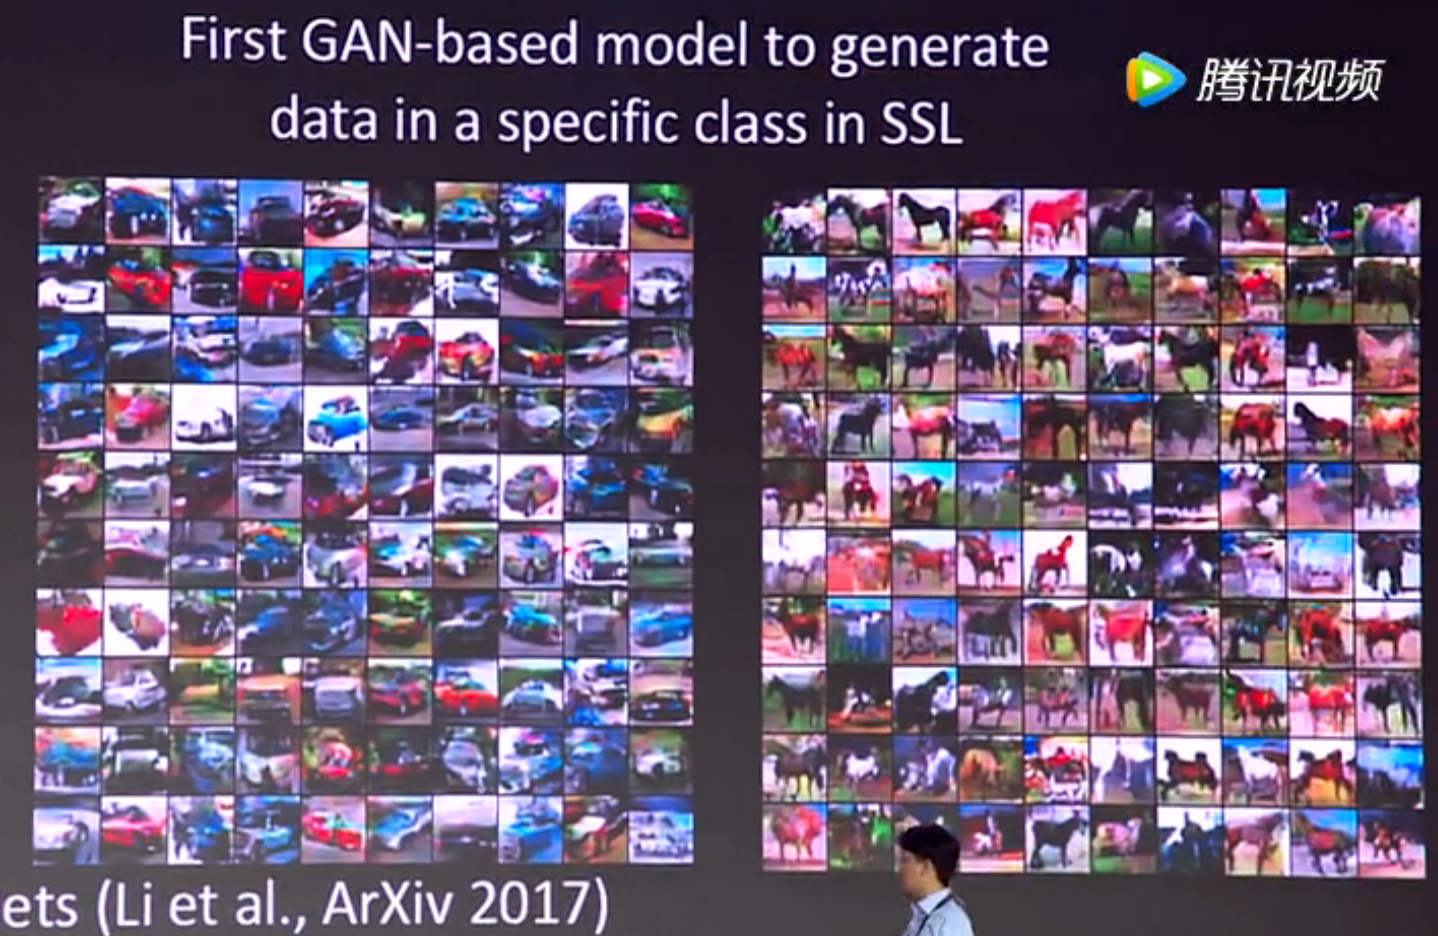 First GAN-based model to generate
data in a specific class in SSL
腾讯视频
ets (Li et al., ArXiv 2017)